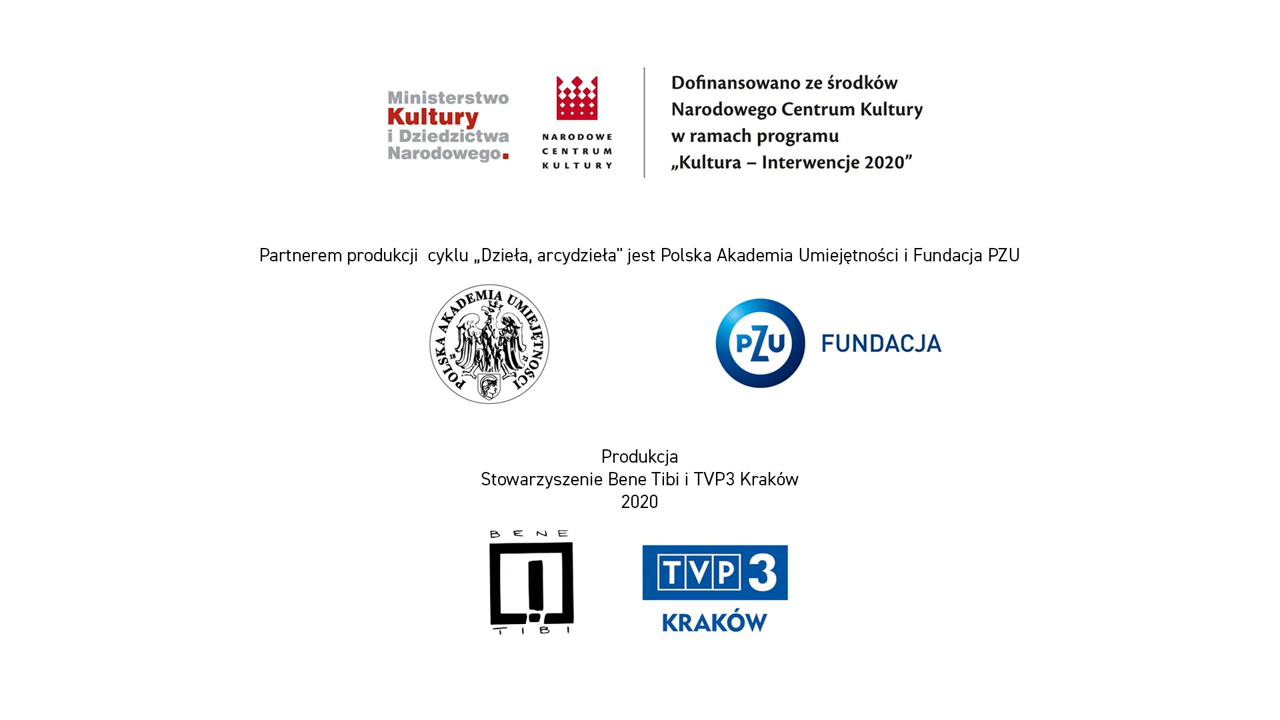 Ministerstwo
Kultury
i Dziedzictwa
Narodowego.
NARODOWE
CENTRUM
KULTURY
Dofinansowano ze środków
Narodowego Centrum Kultury
w ramach programu
„Kultura – Interwencje 2020”
Partnerem produkcji cyklu „Dzieła, arcydzieła" jest Polska Akademia Umiejętności i Fundacja PZU
POLSKA AKADEMIA UMIEJĘTNOŚCI
PZU FUNDACJA
Produkcja
Stowarzyszenie Bene Tibi i TVP3 Kraków
2020
BENE
TIBI
TVP 3
KRAKÓW